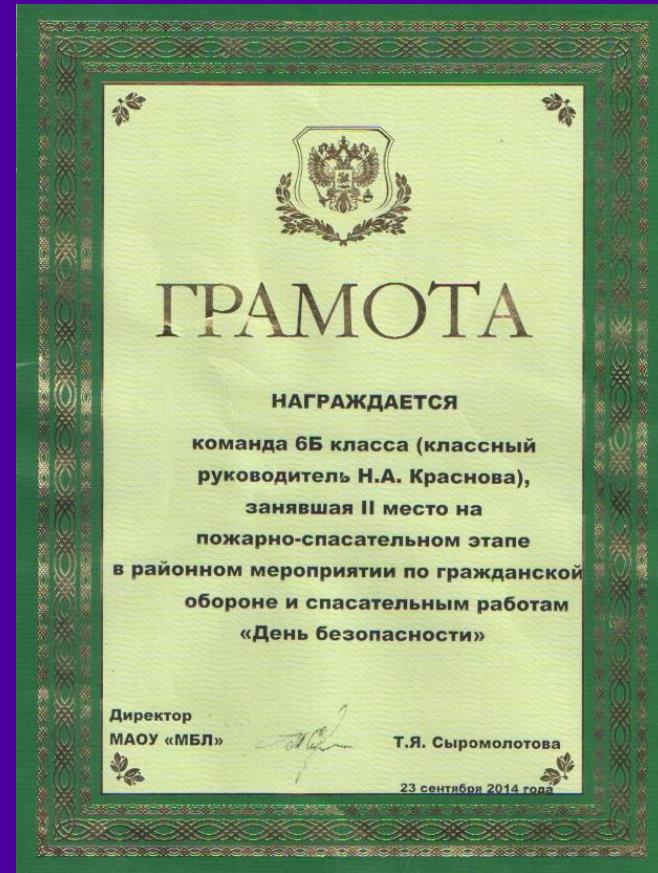 ГРАМОТА
НАГРАЖДАЕТСЯ
команда 6Б класса (классный
руководитель Н.А. Краснова),
занявшая II место на
пожарно-спасательном этапе
в районном мероприятии по гражданской
обороне и спасательным работам
«День безопасности»
Директор
МАОУ «МБЛ» Т.Я. Сыромолотова
23 сентября 2014 года